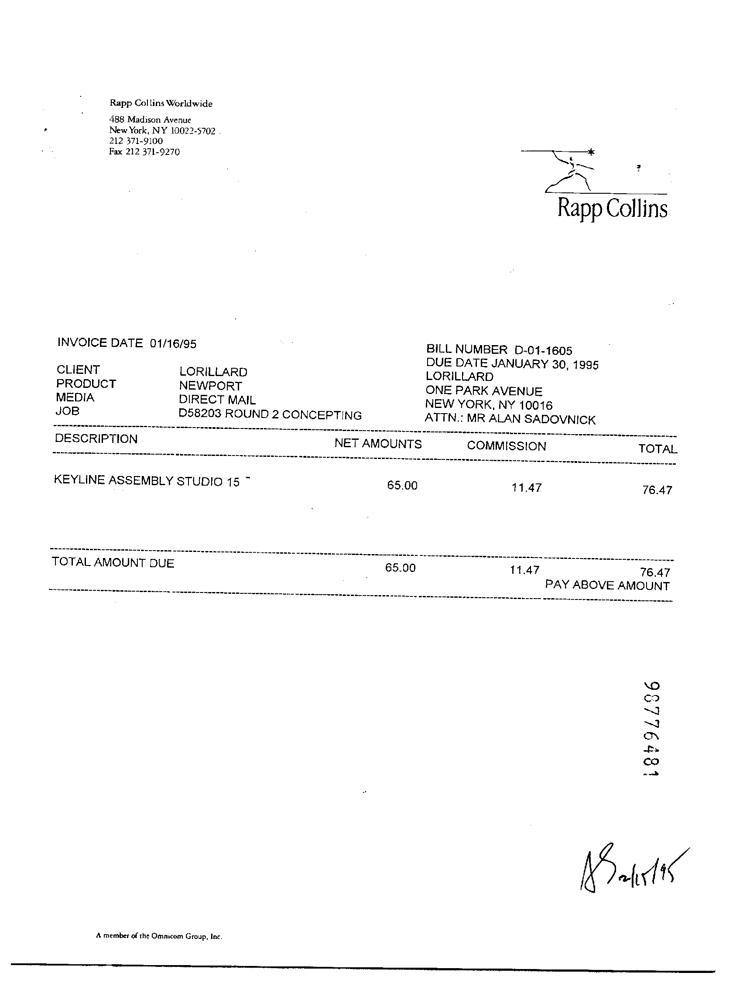 Rapp Collins Worldwide
488 Madison Avenue
New York, NY 10022-5702
212 371-9100
Fax 212 371-9270
Rapp Collins
INVOICE DATE 01/16/95
CLIENT LORILLARD
PRODUCT NEWPORT
MEDIA DIRECT MAIL
JOB D58203 ROUND 2 CONCEPTING
BILL NUMBER D-01-1605
DUE DATE JANUARY 30, 1995
LORILLARD
ONE PARK AVENUE
NEW YORK, NY 10016
ATTN.: MR ALAN SADOVNICK
DESCRIPTION NET AMOUNTS COMMISSION TOTAL
KEYLINE ASSEMBLY STUDIO 15 65.00 11.47 76.47
TOTAL AMOUNT DUE 65.00 11.47 76.47
PAY ABOVE AMOUNT
98776481
2/15/95
A member of the Omnicom Group, Inc.